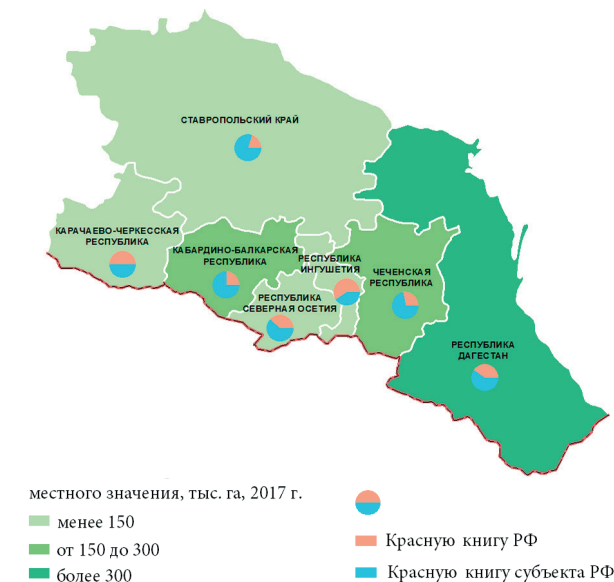 СТАВРОПОЛЬСКИЙ КРАЙ
КАРАЧАЕВО-ЧЕРКЕССКАЯ
РЕСПУБЛИКА
КАБАРДИНО-БАЛКАРСКАЯ
РЕСПУБЛИКА
РЕСПУБЛИКА
ИНГУШЕТИЯ
ЧЕЧЕНСКАЯ
РЕСПУБЛИКА
РЕСПУБЛИКА
СЕВЕРНАЯ ОСЕТИЯ
РЕСПУБЛИКА
ДАГЕСТАН
местного значения, тыс. га, 2017 г.
менее 150
от 150 до 300
более 300
Красную книгу РФ
Красную книгу субъекта РФ